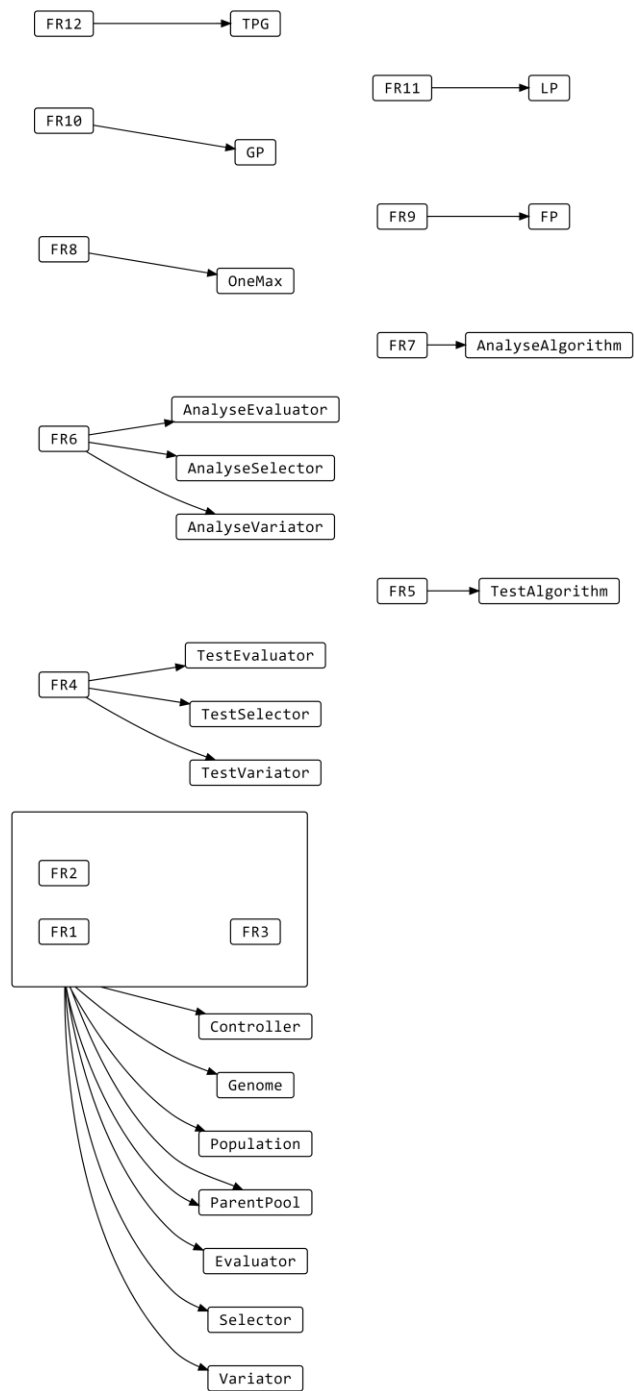 FR12
TPG
FR11
LP
FR10
GP
FR9
FP
FR8
OneMax
FR7
AnalyseAlgorithm
AnalyseEvaluator
FR6
AnalyseSelector
AnalyseVariator
FR5
TestAlgorithm
TestEvaluator
FR4
TestSelector
TestVariator
FR2
FR1
FR3
Controller
Genome
Population
ParentPool
Evaluator
Selector
Variator